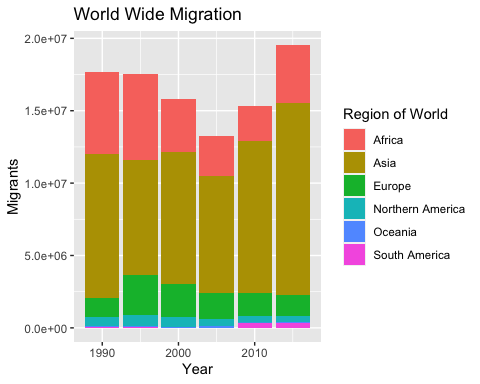 World Wide Migration
2.0e+07
1.5e+07
1.0e+07
5.0e+06
0.0e+00
Migrants
1990
2000
2010
Year
Region of World
Africa
Asia
Europe
Northern America
Oceania
South America